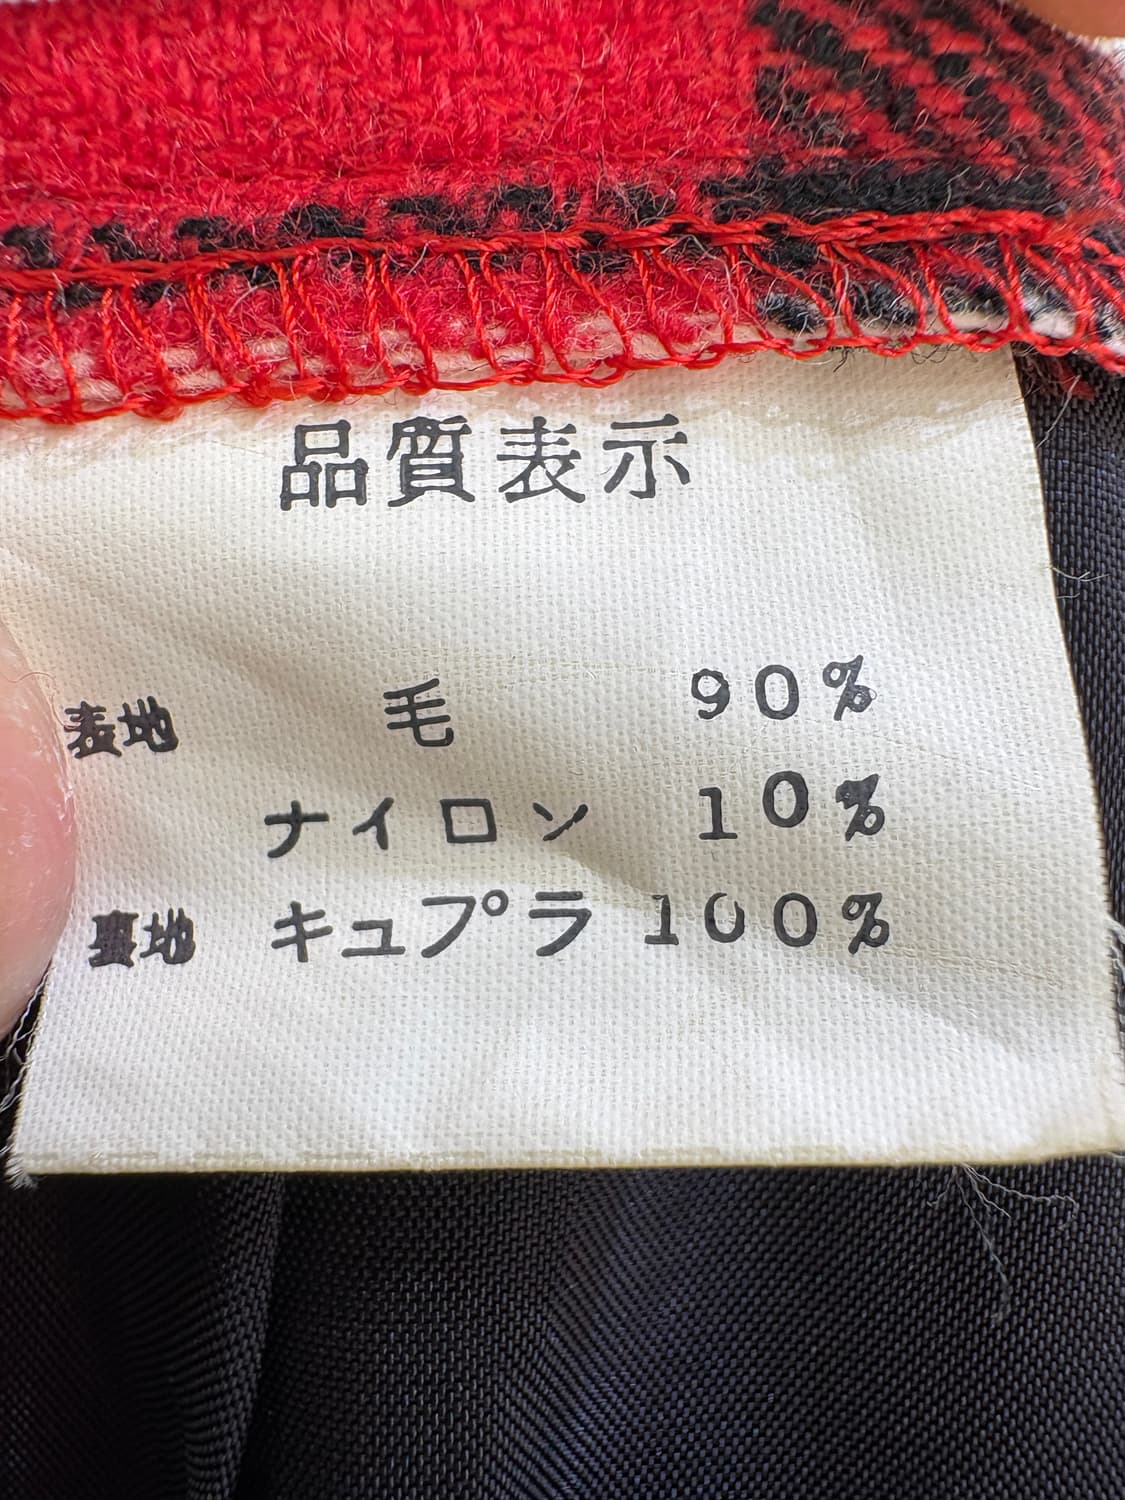 品質表示
表地 毛 90%
ナイロン 10%
裏地 キュプラ 100%